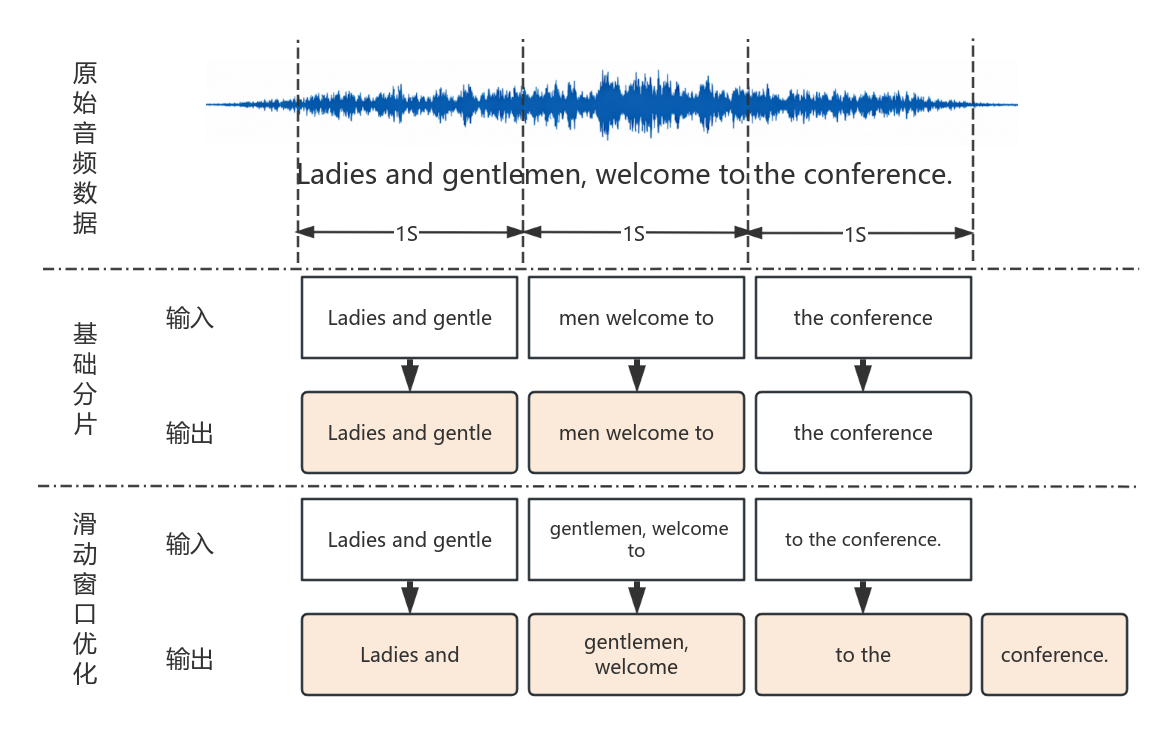 原始音频数据
Ladies and gentlemen, welcome to the conference.
1S
1S
1S
基础分片
输入
Ladies and gentle
men welcome to
the conference
输出
Ladies and gentle
men welcome to
the conference
滑动窗口优化
输入
Ladies and gentle
gentlemen, welcome
to
to the conference.
输出
Ladies and
gentlemen,
welcome
to the
conference.